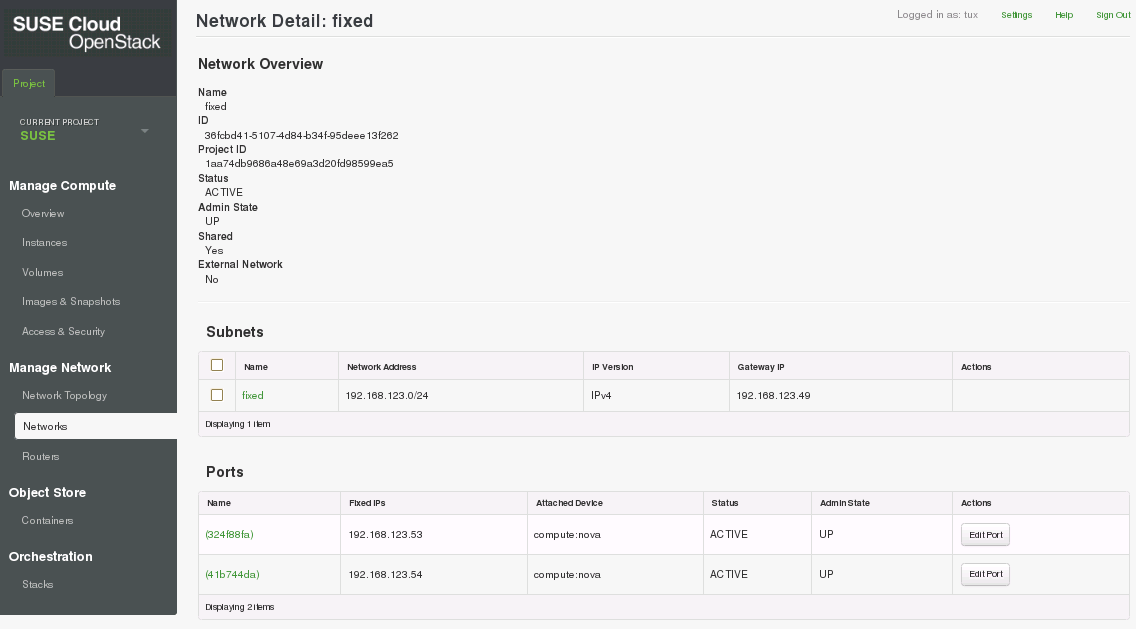 SUSE Cloud
OpenStack
Project
CURRENT PROJECT
SUSE
Manage Compute
Overview
Instances
Volumes
Images & Snapshots
Access & Security
Manage Network
Network Topology
Networks
Routers
Object Store
Containers
Orchestration
Stacks
Network Detail: fixed
Logged in as: tux Settings Help Sign Out
Network Overview
Name
fixed
ID
36fcbd41-5107-4d84-b34f-95deee13f262
Project ID
1aa74db9686a48e69a3d20fd98599ea5
Status
ACTIVE
Admin State
UP
Shared
Yes
External Network
No
Subnets
Name Network Address IP Version Gateway IP Actions
fixed 192.168.123.0/24 IPv4 192.168.123.49
Displaying 1 item
Ports
Name Fixed IPs Attached Device Status Admin State Actions
(324f88fa) 192.168.123.53 compute:nova ACTIVE UP Edit Port
(41b744da) 192.168.123.54 compute:nova ACTIVE UP Edit Port
Displaying 2 items